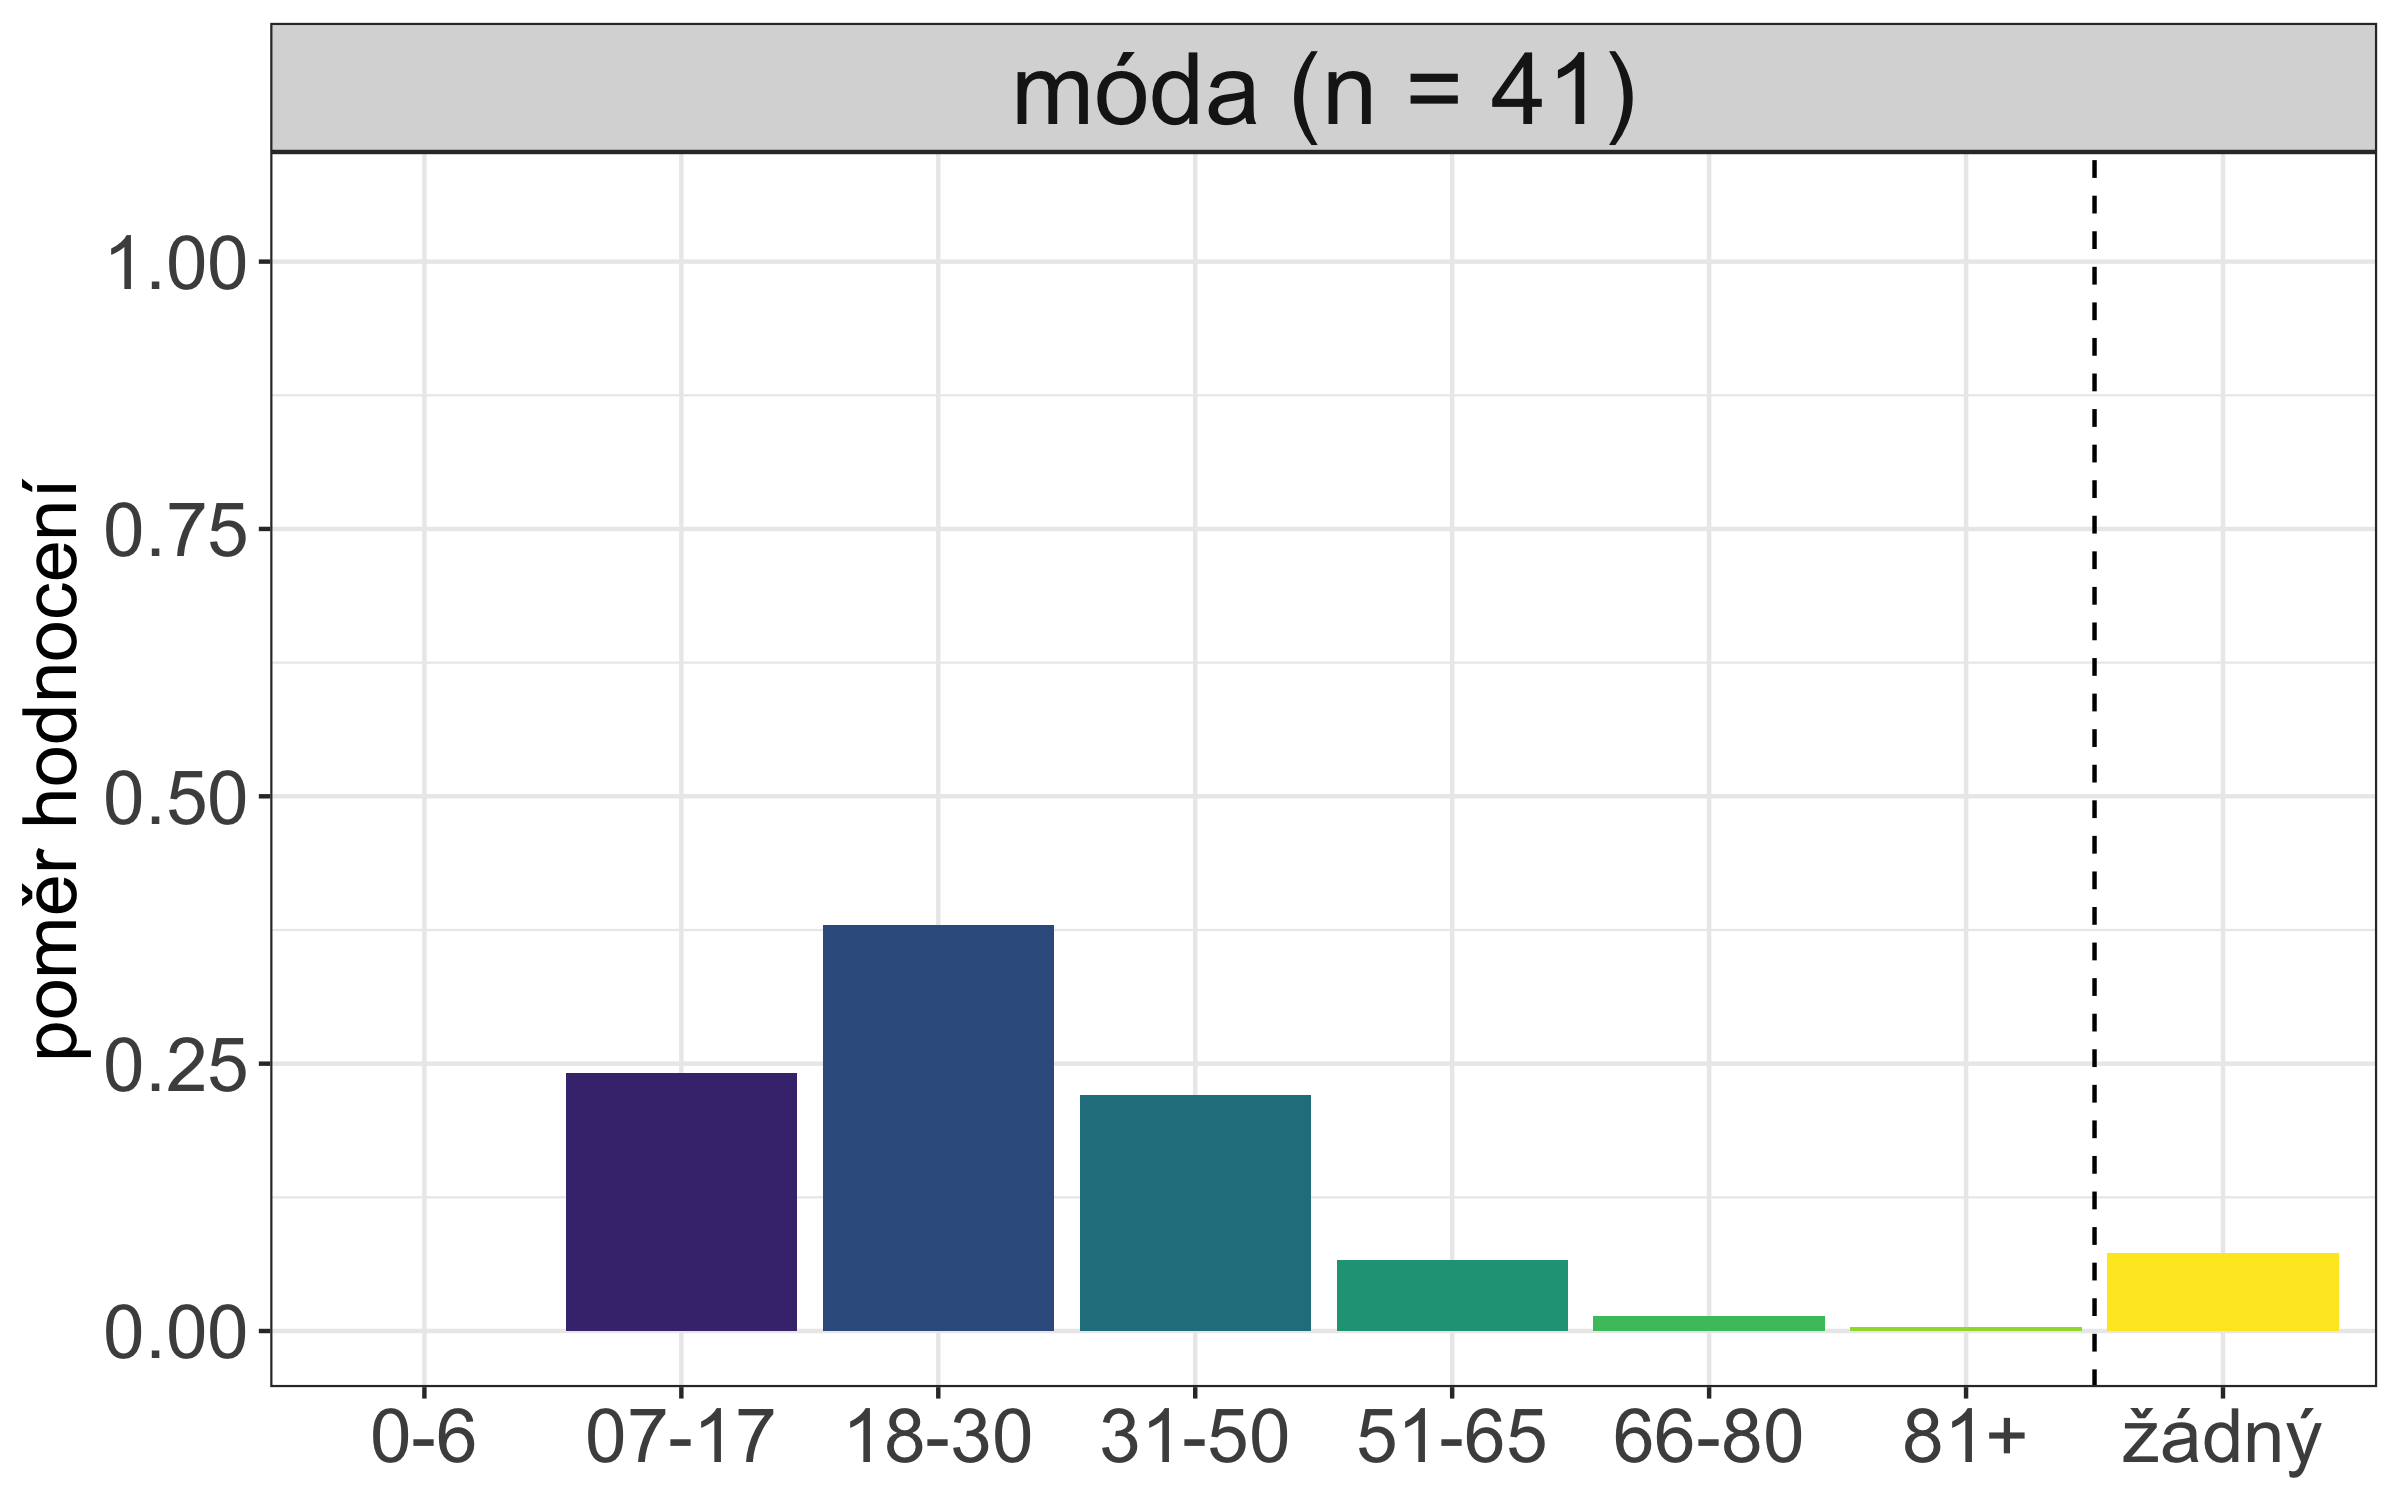 móda (n = 41)
poměr hodnocení
1.00
0.75
0.50
0.25
0.00
0-6 07-17 18-30 31-50 51-65 66-80 81+ žádný